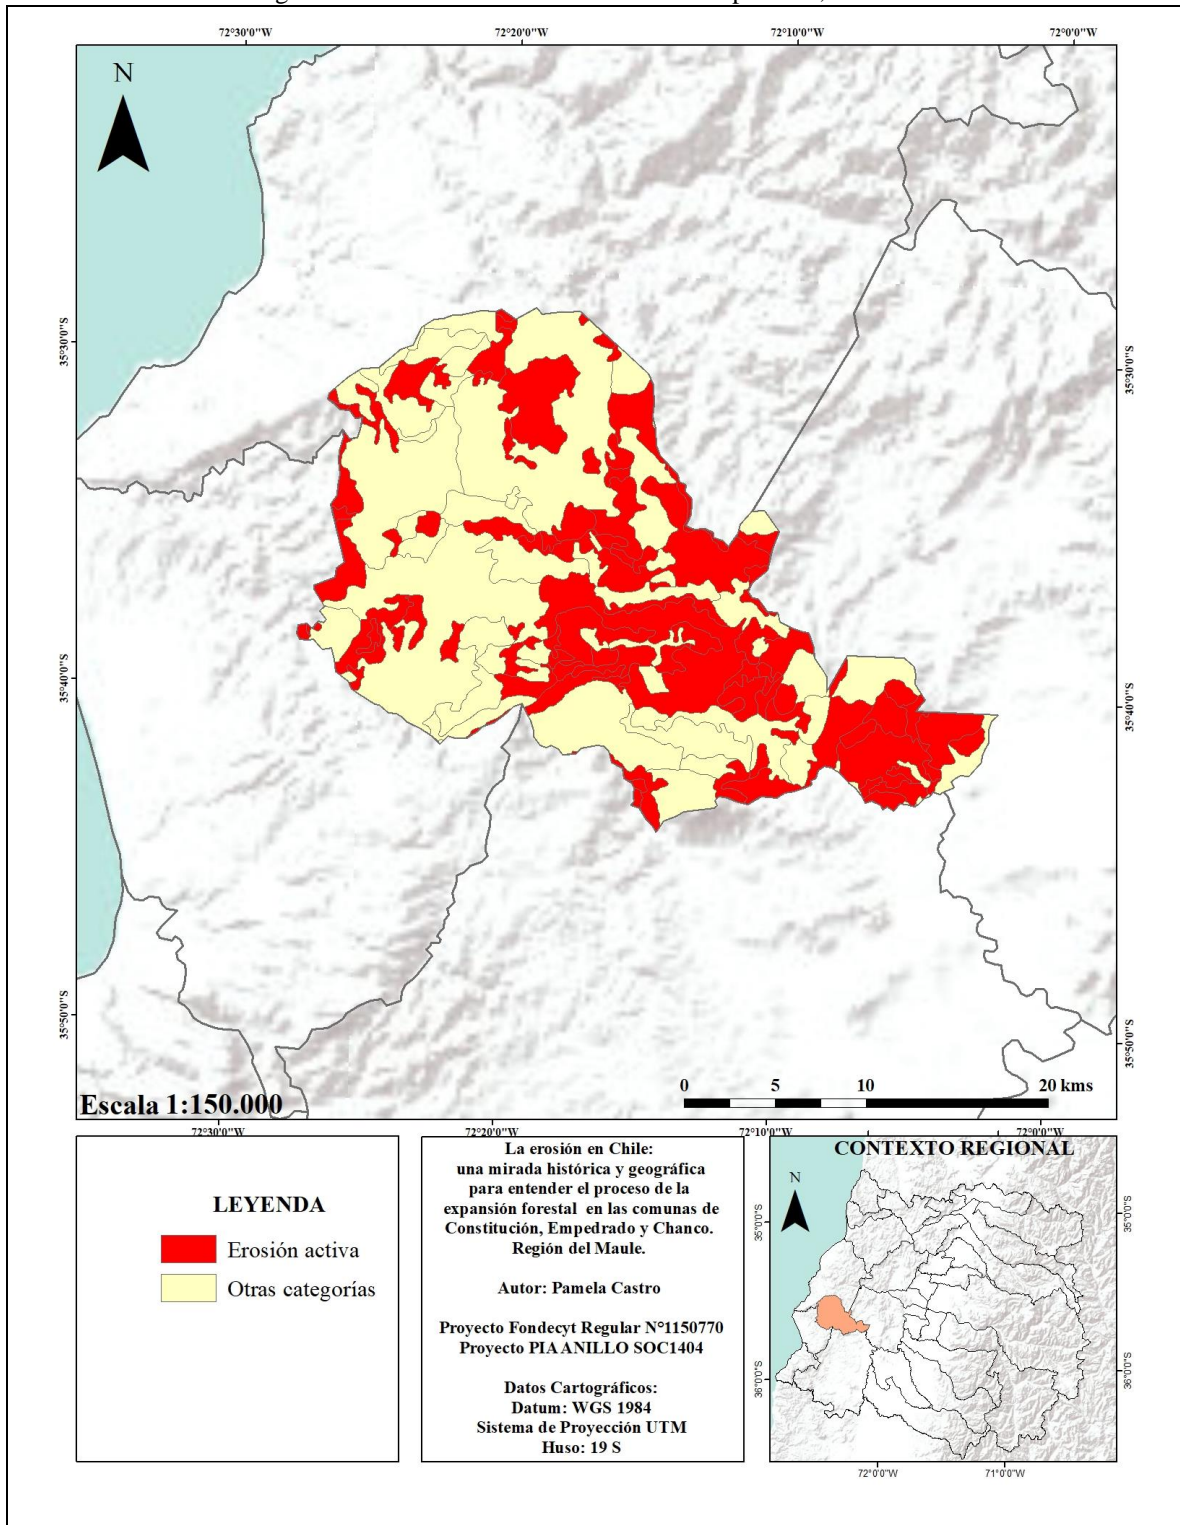 72°30'0"W 72°20'0"W 72°10'0"W 72°0'0"W
N
35°30'0"S
35°30'0"S
35°40'0"S
35°40'0"S
35°50'0"S
35°50'0"S
0 5 10 20 kms
Escala 1:150.000
72°30'0"W 72°20'0"W 72°10'0"W 72°0'0"W
LEYENDA
Erosión activa
Otras categorías
La erosión en Chile:
una mirada histórica y geográfica
para entender el proceso de la
expansión forestal en las comunas de
Constitución, Empedrado y Chanco.
Región del Maule.
Autor: Pamela Castro
Proyecto Fondecyt Regular N°1150770
Proyecto PIA ANILLO SOC1404
Datos Cartográficos:
Datum: WGS 1984
Sistema de Proyección UTM
Huso: 19 S
CONTEXTO REGIONAL
N
35°0'0"S
35°0'0"S
36°0'0"S
36°0'0"S
72°0'0"W 71°0'0"W